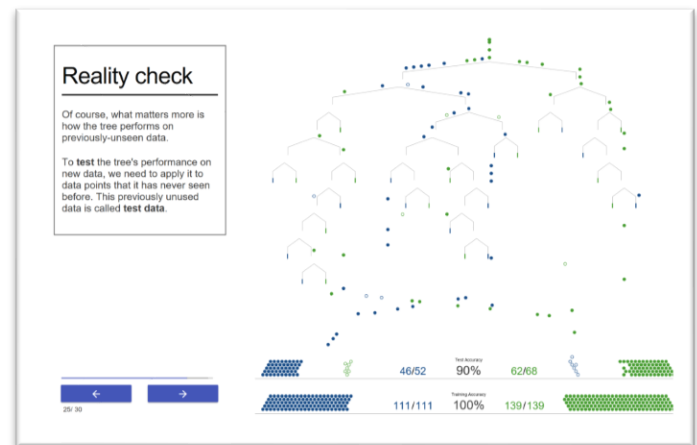 Reality check
Of course, what matters more is
how the tree performs on
previously-unseen data.
To test the tree's performance on
new data, we need to apply it to
data points that it has never seen
before. This previously unused
data is called test data.
Test Accuracy
46/52 90% 62/68
Training Accuracy
111/111 100% 139/139
← →
25/ 30